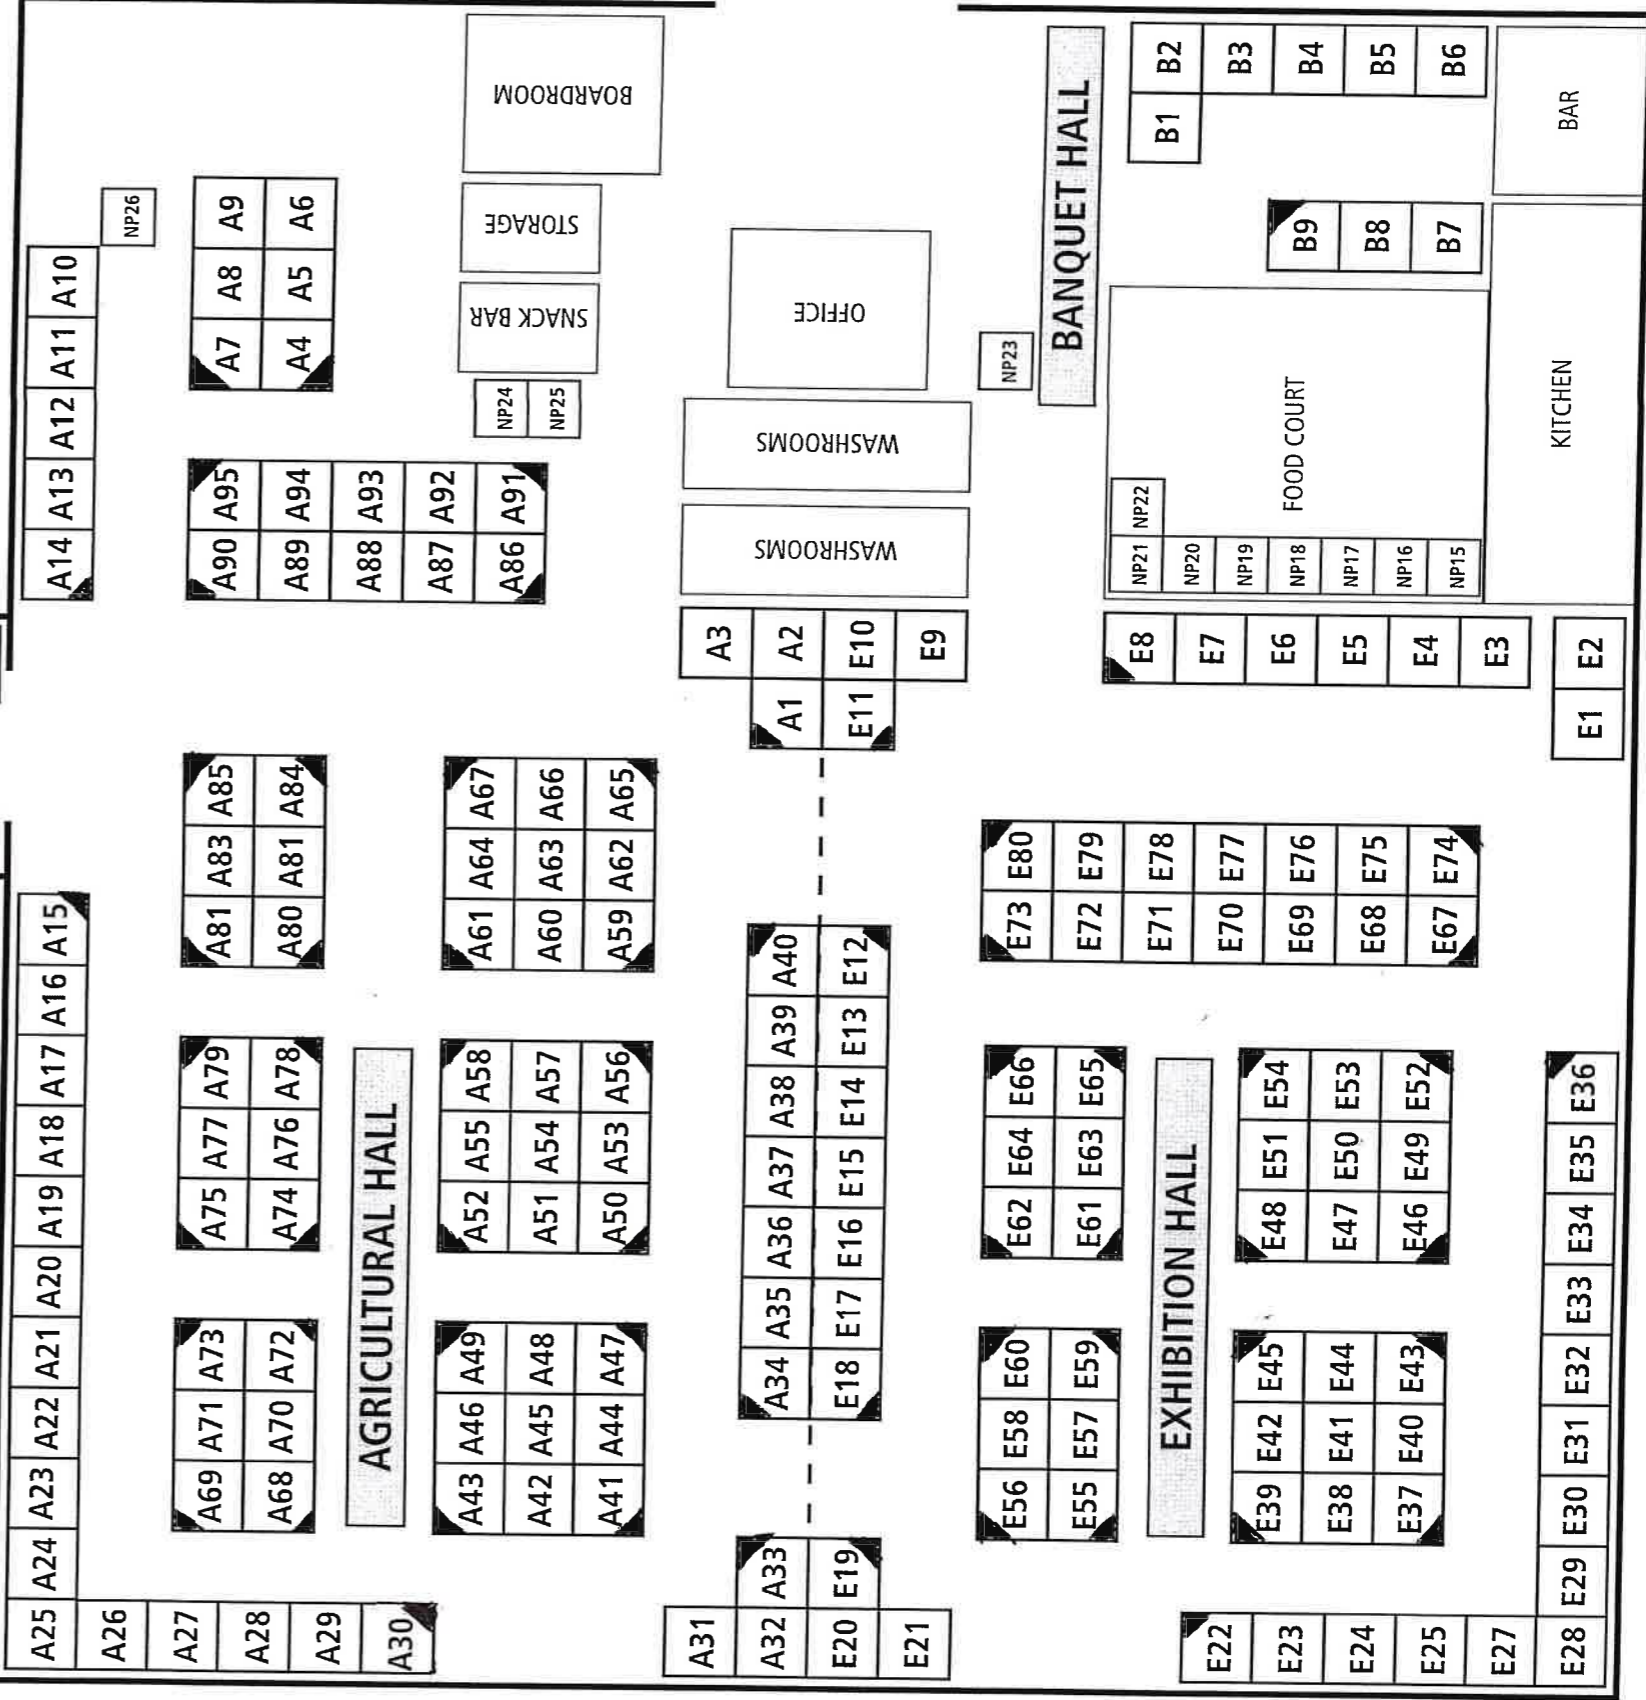 BOARDROOM
STORAGE
SNACK BAR
NP24
NP25
NP26
OFFICE
WASHROOMS
WASHROOMS
BANQUET HALL
B1
B2
B3
B4
B5
B6
B7
B8
B9
BAR
KITCHEN
FOOD COURT
NP23
NP22
NP21
NP20
NP19
NP18
NP17
NP16
NP15
A10
A11
A12
A13
A14
A9
A6
A8
A5
A7
A4
A95
A94
A93
A92
A91
A90
A89
A88
A87
A86
A3
A2
E10
E9
A1
E11
E8
E7
E6
E5
E4
E3
E2
E1
A85
A84
A83
A81
A81
A80
A67
A66
A65
A64
A63
A62
A61
A60
A59
A15
A16
A17
A18
A19
A20
A21
A22
A23
A24
A25
A26
A27
A28
A29
A30
A79
A78
A77
A76
A75
A74
AGRICULTURAL HALL
A58
A57
A56
A55
A54
A53
A52
A51
A50
A73
A72
A71
A70
A69
A68
A49
A48
A47
A46
A45
A44
A43
A42
A41
A40
E12
A39
E13
A38
E14
A37
E15
A36
E16
A35
E17
A34
E18
A33
E19
A31
A32
E20
E21
E80
E79
E78
E77
E76
E75
E74
E73
E72
E71
E70
E69
E68
E67
E66
E65
E64
E63
E62
E61
EXHIBITION HALL
E54
E53
E52
E51
E50
E49
E48
E47
E46
E60
E59
E58
E57
E56
E55
E45
E44
E43
E42
E41
E40
E39
E38
E37
E36
E35
E34
E33
E32
E31
E30
E29
E22
E23
E24
E25
E27
E28